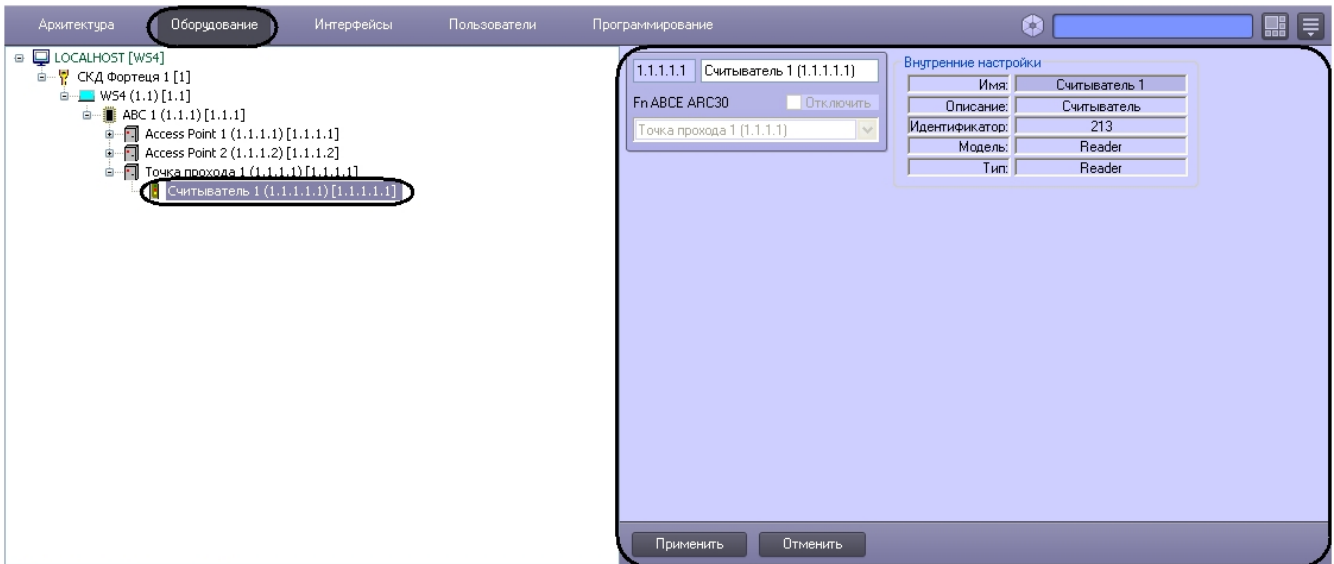 Архитектура Оборудование Интерфейсы Пользователи Программирование
LOCALHOST [WS4]
СКД Фортеця 1 [1]
WS4 (1.1) [1.1]
ABC 1 (1.1.1) [1.1.1]
Access Point 1 (1.1.1.1) [1.1.1.1]
Access Point 2 (1.1.1.2) [1.1.1.2]
Точка прохода 1 (1.1.1.1) [1.1.1.1]
Считыватель 1 (1.1.1.1.1) [1.1.1.1.1]
1.1.1.1.1 Считыватель 1 (1.1.1.1.1)
Fn ABCE ARC30 Отключить
Точка прохода 1 (1.1.1.1)
Внутренние настройки
Имя: Считыватель 1
Описание: Считыватель
Идентификатор: 213
Модель: Reader
Тип: Reader
Применить Отменить